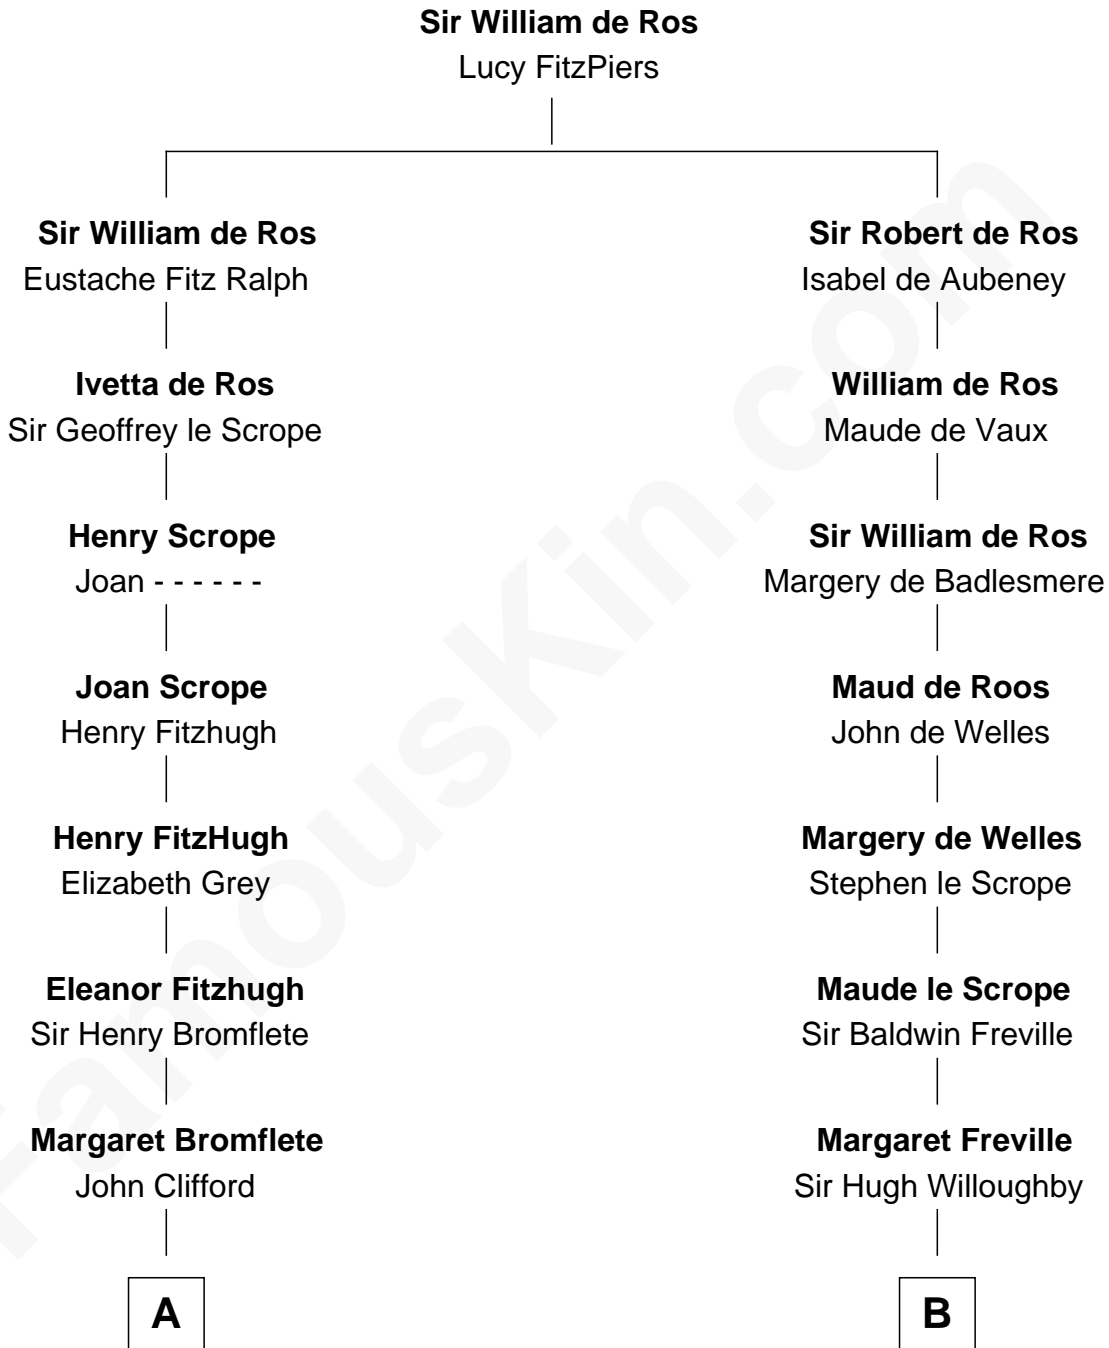 Sir William de Ros
Lucy FitzPiers
Sir William de Ros
Eustache Fitz Ralph
Sir Robert de Ros
Isabel de Aubeney
Ivetta de Ros
Sir Geoffrey le Scrope
William de Ros
Maude de Vaux
Henry Scrope
Joan - - - - - -
Sir William de Ros
Margery de Badlesmere
Joan Scrope
Henry Fitzhugh
Maud de Roos
John de Welles
Henry FitzHugh
Elizabeth Grey
Margery de Welles
Stephen le Scrope
Eleanor Fitzhugh
Sir Henry Bromflete
Maude le Scrope
Sir Baldwin Freville
Margaret Bromflete
John Clifford
Margaret Freville
Sir Hugh Willoughby
A
B
FamousKin.com